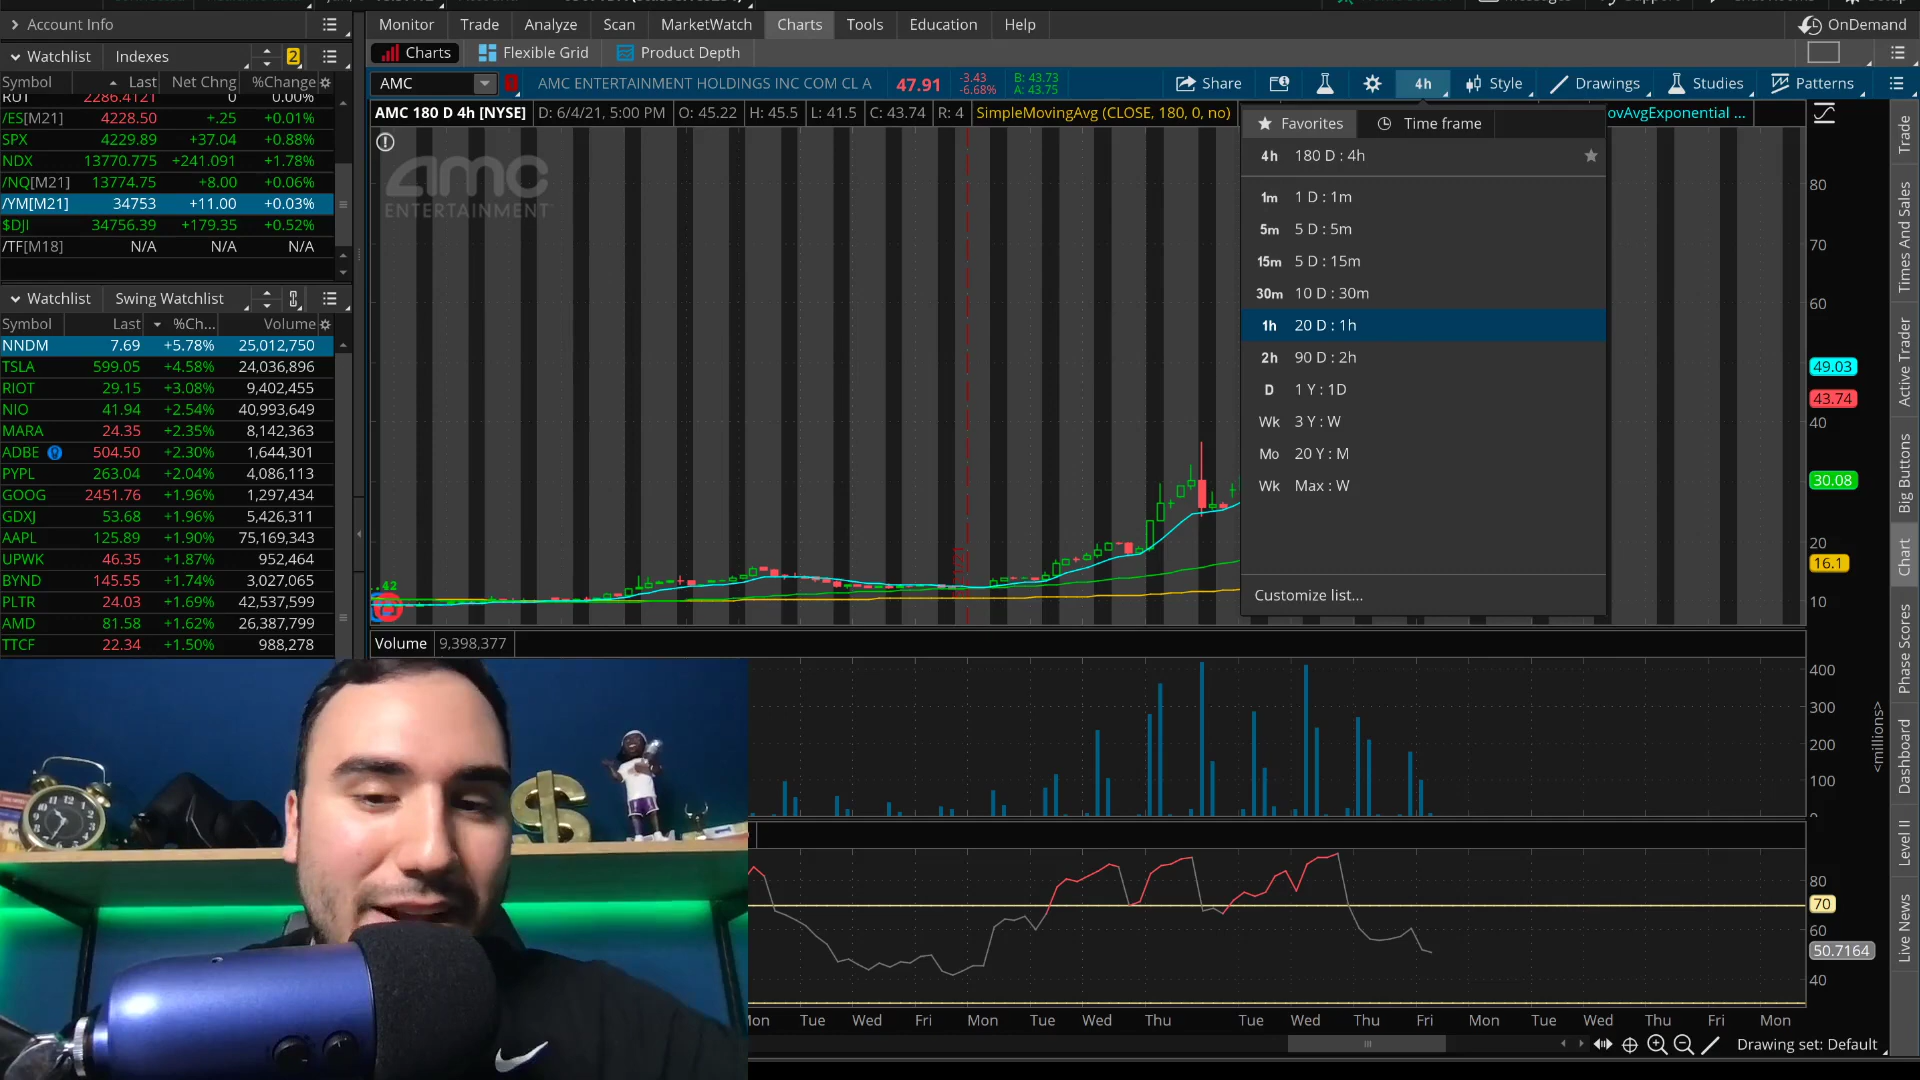 Account Info
Monitor Trade Analyze Scan MarketWatch Charts Tools Education Help
OnDemand
Watchlist Indexes 2
Charts Flexible Grid Product Depth
Symbol Last Net Chng %Change
AMC AMC ENTERTAINMENT HOLDINGS INC COM CL A 47.91 -3.43 -6.68% B: 43.73 A: 43.75 Share 4h Style Drawings Studies Patterns
AMC 180 D 4h [NYSE] D: 6/4/21, 5:00 PM O: 45.22 H: 45.5 L: 41.5 C: 43.74 R: 4 SimpleMovingAvg (CLOSE, 180, 0, no) ovAvgExponential ...
RUT 2286.4121 0 0.00%
/ES[M21] 4228.50 +.25 +0.01%
SPX 4229.89 +37.04 +0.88%
NDX 13770.775 +241.091 +1.78%
/NQ[M21] 13774.75 +8.00 +0.06%
/YM[M21] 34753 +11.00 +0.03%
$DJI 34756.39 +179.35 +0.52%
/TF[M18] N/A N/A N/A
Watchlist Swing Watchlist
Symbol Last %Ch... Volume
NNDM 7.69 +5.78% 25,012,750
TSLA 599.05 +4.58% 24,036,896
RIOT 29.15 +3.08% 9,402,455
NIO 41.94 +2.54% 40,993,649
MARA 24.35 +2.35% 8,142,363
ADBE 504.50 +2.30% 1,644,301
PYPL 263.04 +2.04% 4,086,113
GOOG 2451.76 +1.96% 1,297,434
GDXJ 53.68 +1.96% 5,426,311
AAPL 125.89 +1.90% 75,169,343
UPWK 46.35 +1.87% 952,464
BYND 145.55 +1.74% 3,027,065
PLTR 24.03 +1.69% 42,537,599
AMD 81.58 +1.62% 26,387,799
TTCF 22.34 +1.50% 988,278
amc
ENTERTAINMENT
.42
Favorites Time frame
4h 180 D : 4h
1m 1 D : 1m
5m 5 D : 5m
15m 5 D : 15m
30m 10 D : 30m
1h 20 D : 1h
2h 90 D : 2h
D 1 Y : 1D
Wk 3 Y : W
Mo 20 Y : M
Wk Max : W
Customize list...
80
70
60
49.03
43.74
40
30.08
20
16.1
10
Volume 9,398,377
400
300
200
100
0
<millions>
80
70
60
50.7164
40
Mon Tue Wed Fri Mon Tue Wed Thu Tue Wed Thu Fri Mon Tue Wed Thu Fri Mon
Drawing set: Default
Trade
Times And Sales
Active Trader
Big Buttons
Chart
Phase Scores
Dashboard
Level II
Live News